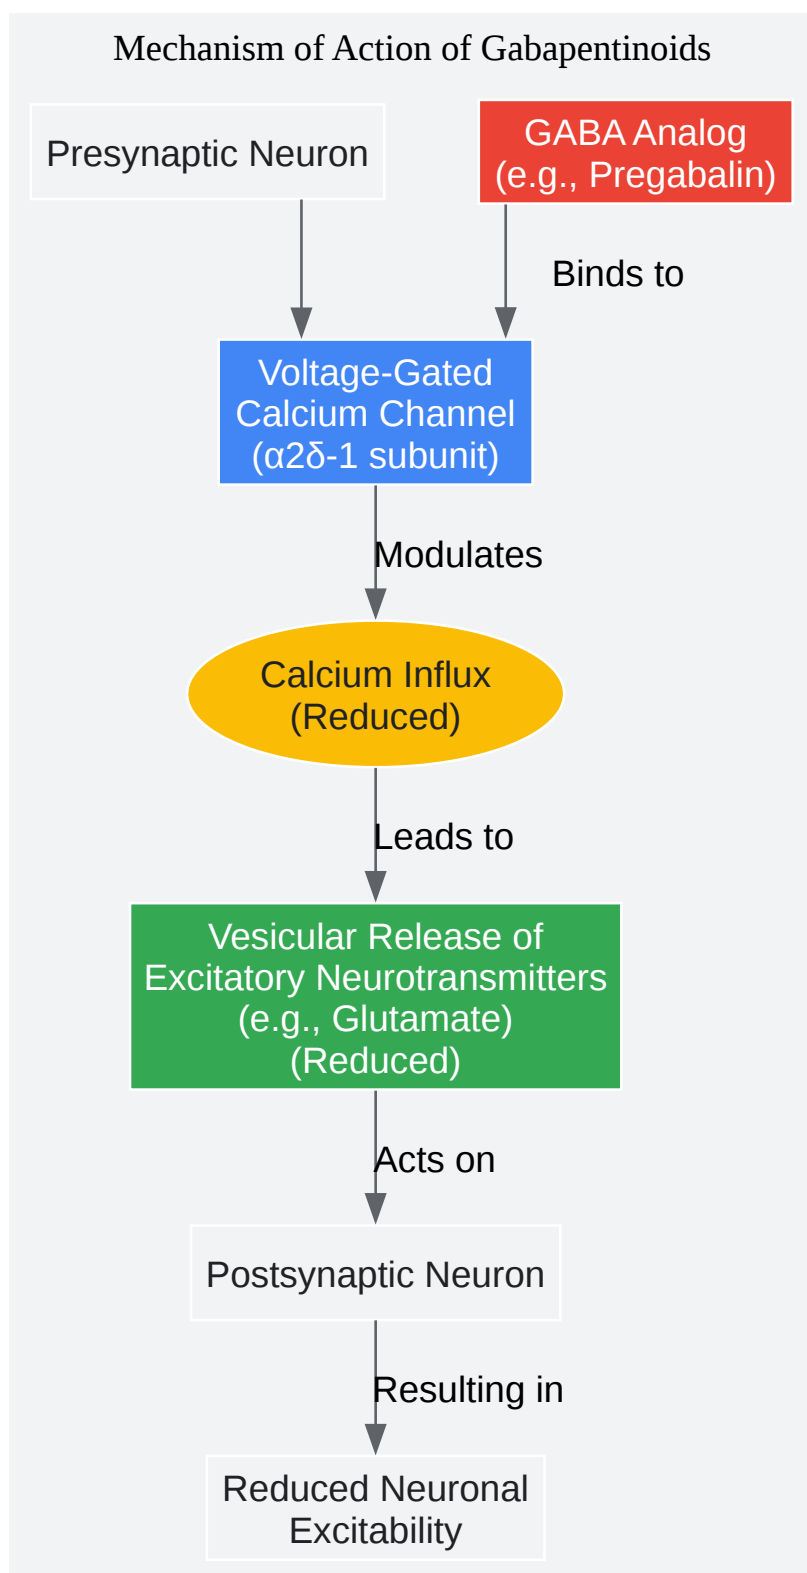 Mechanism of Action of Gabapentinoids
Presynaptic Neuron
GABA Analog
(e.g., Pregabalin)
Binds to
Voltage-Gated
Calcium Channel
(α2δ-1 subunit)
Modulates
Calcium Influx
(Reduced)
Leads to
Vesicular Release of
Excitatory Neurotransmitters
(e.g., Glutamate)
(Reduced)
Acts on
Postsynaptic Neuron
Resulting in
Reduced Neuronal
Excitability